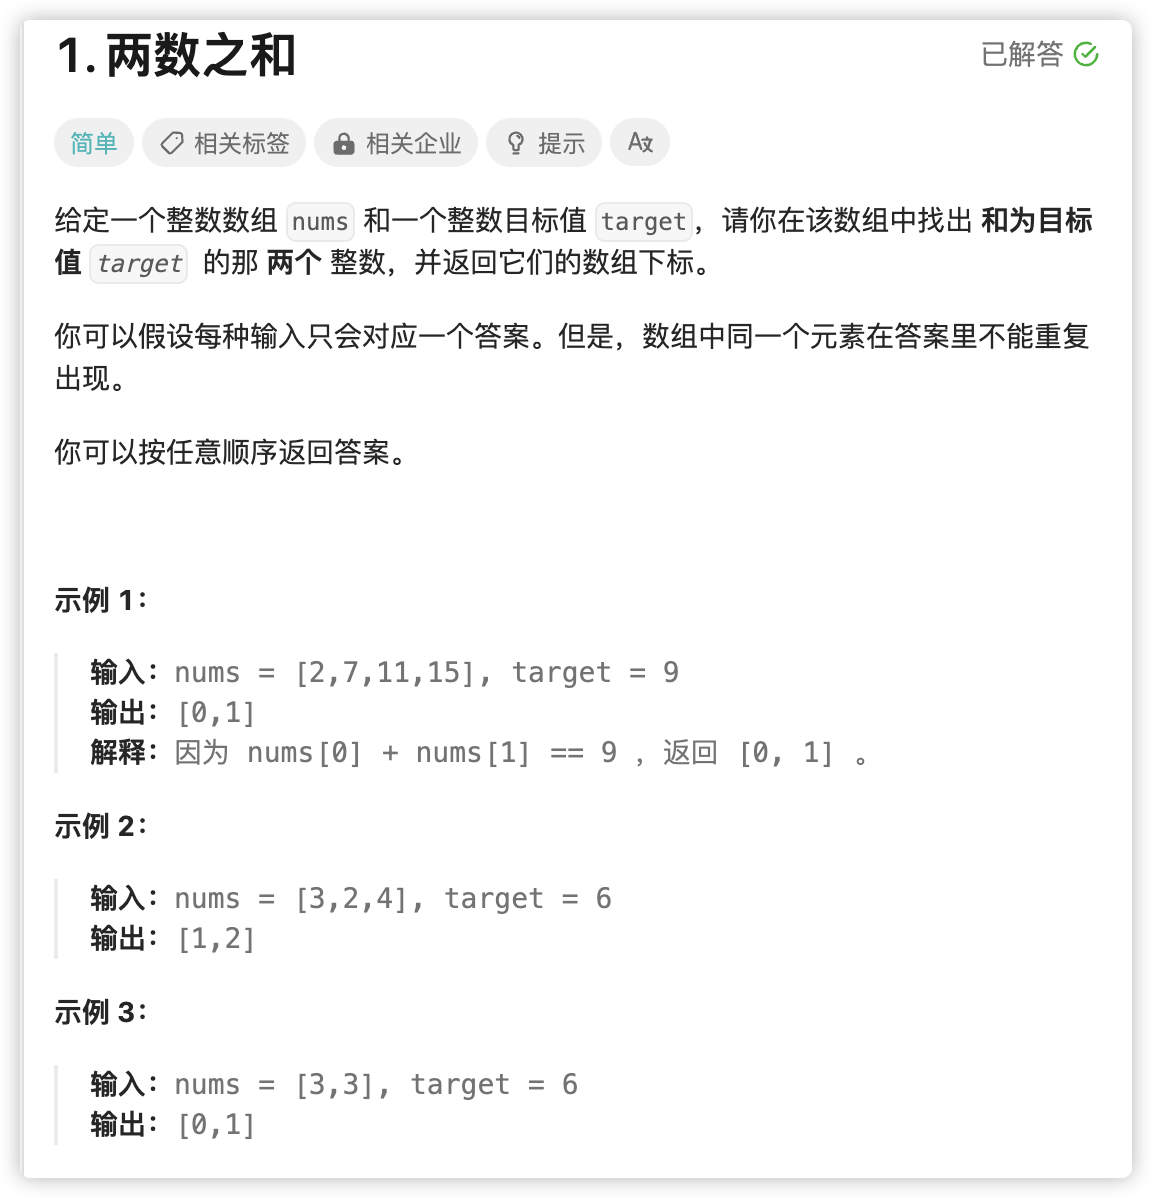 1. 两数之和
已解答
简单 相关标签 相关企业 提示 A文
给定一个整数数组 nums 和一个整数目标值 target，请你在该数组中找出 和为目标
值 target 的那 两个 整数，并返回它们的数组下标。
你可以假设每种输入只会对应一个答案。但是，数组中同一个元素在答案里不能重复
出现。
你可以按任意顺序返回答案。
示例 1：
输入：nums = [2,7,11,15], target = 9
输出：[0,1]
解释：因为 nums[0] + nums[1] == 9 ，返回 [0, 1] 。
示例 2：
输入：nums = [3,2,4], target = 6
输出：[1,2]
示例 3：
输入：nums = [3,3], target = 6
输出：[0,1]